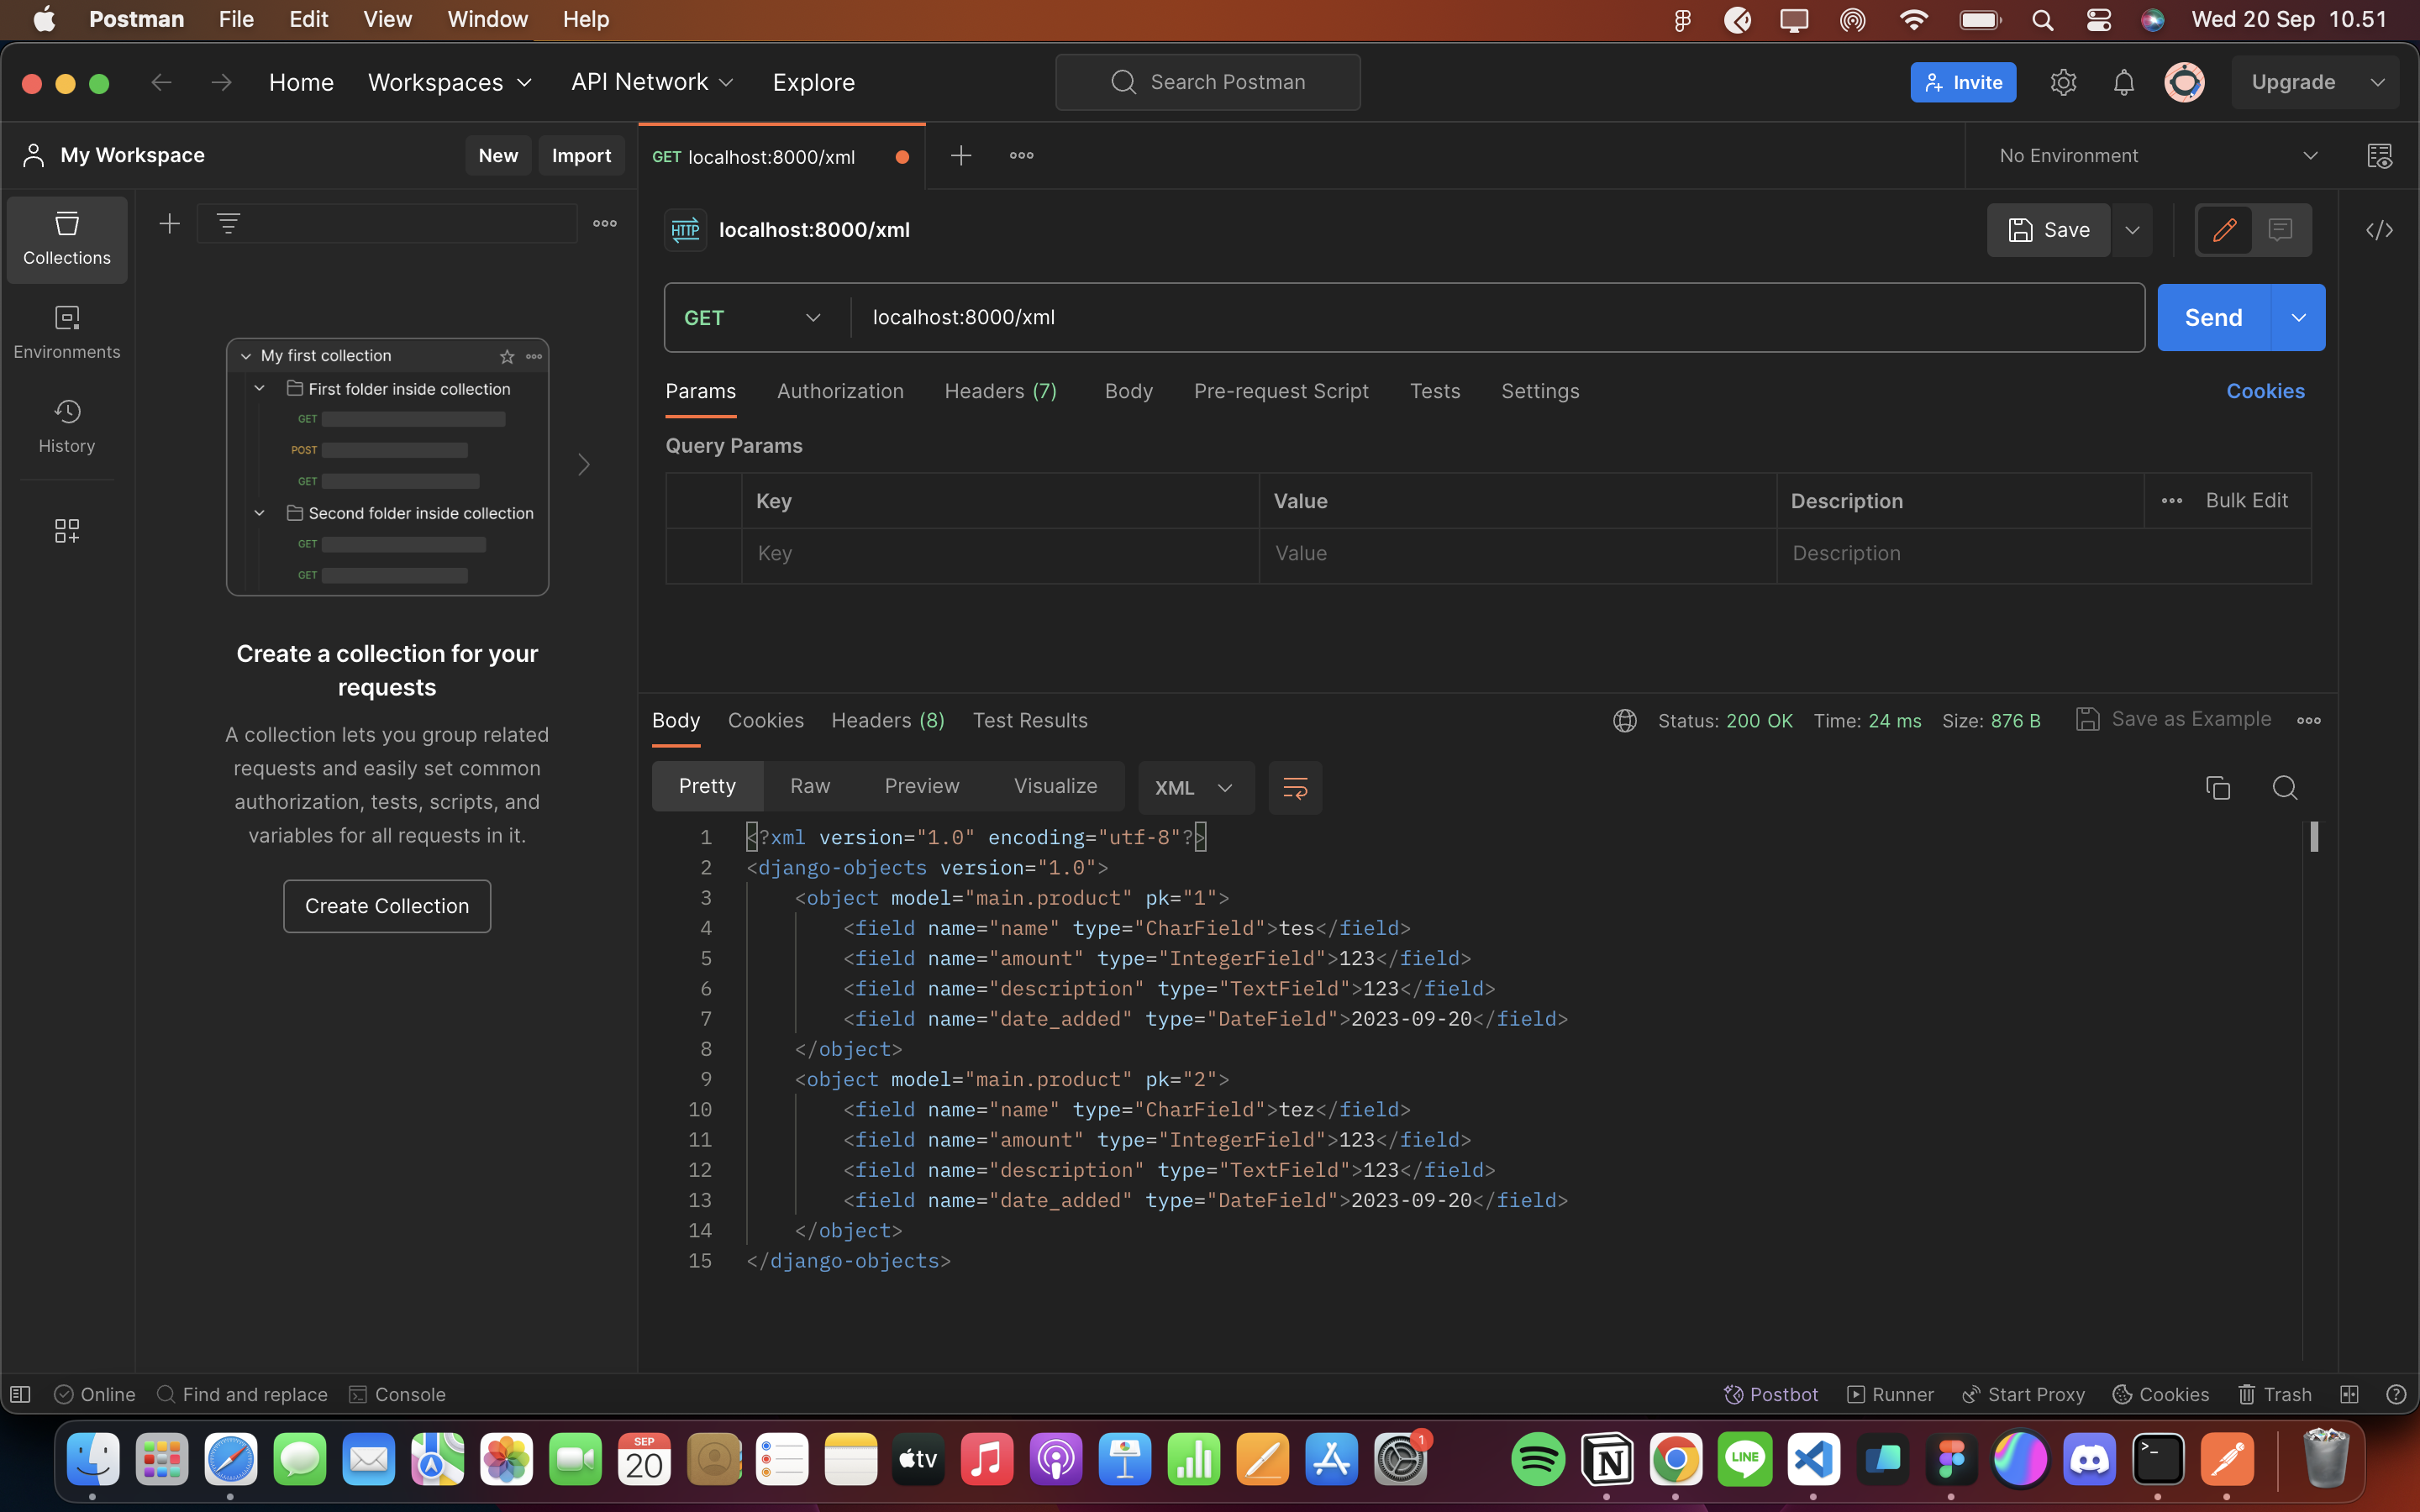 Postman File Edit View Window Help Wed 20 Sep 10.51
Home Workspaces API Network Explore Search Postman Invite Upgrade
My Workspace New Import GET localhost:8000/xml No Environment
Collections
Environments
History
My first collection
First folder inside collection
GET
POST
GET
Second folder inside collection
GET
GET
Create a collection for your
requests
A collection lets you group related
requests and easily set common
authorization, tests, scripts, and
variables for all requests in it.
Create Collection
HTTP localhost:8000/xml Save
GET localhost:8000/xml Send
Params Authorization Headers (7) Body Pre-request Script Tests Settings Cookies
Query Params
Key Value Description Bulk Edit
Key Value Description
Body Cookies Headers (8) Test Results Status: 200 OK Time: 24 ms Size: 876 B Save as Example
Pretty Raw Preview Visualize XML
1 <?xml version="1.0" encoding="utf-8"?>
2 <django-objects version="1.0">
3 <object model="main.product" pk="1">
4 <field name="name" type="CharField">tes</field>
5 <field name="amount" type="IntegerField">123</field>
6 <field name="description" type="TextField">123</field>
7 <field name="date_added" type="DateField">2023-09-20</field>
8 </object>
9 <object model="main.product" pk="2">
10 <field name="name" type="CharField">tez</field>
11 <field name="amount" type="IntegerField">123</field>
12 <field name="description" type="TextField">123</field>
13 <field name="date_added" type="DateField">2023-09-20</field>
14 </object>
15 </django-objects>
Online Find and replace Console Postbot Runner Start Proxy Cookies Trash
SEP
20
tv
1
LINE